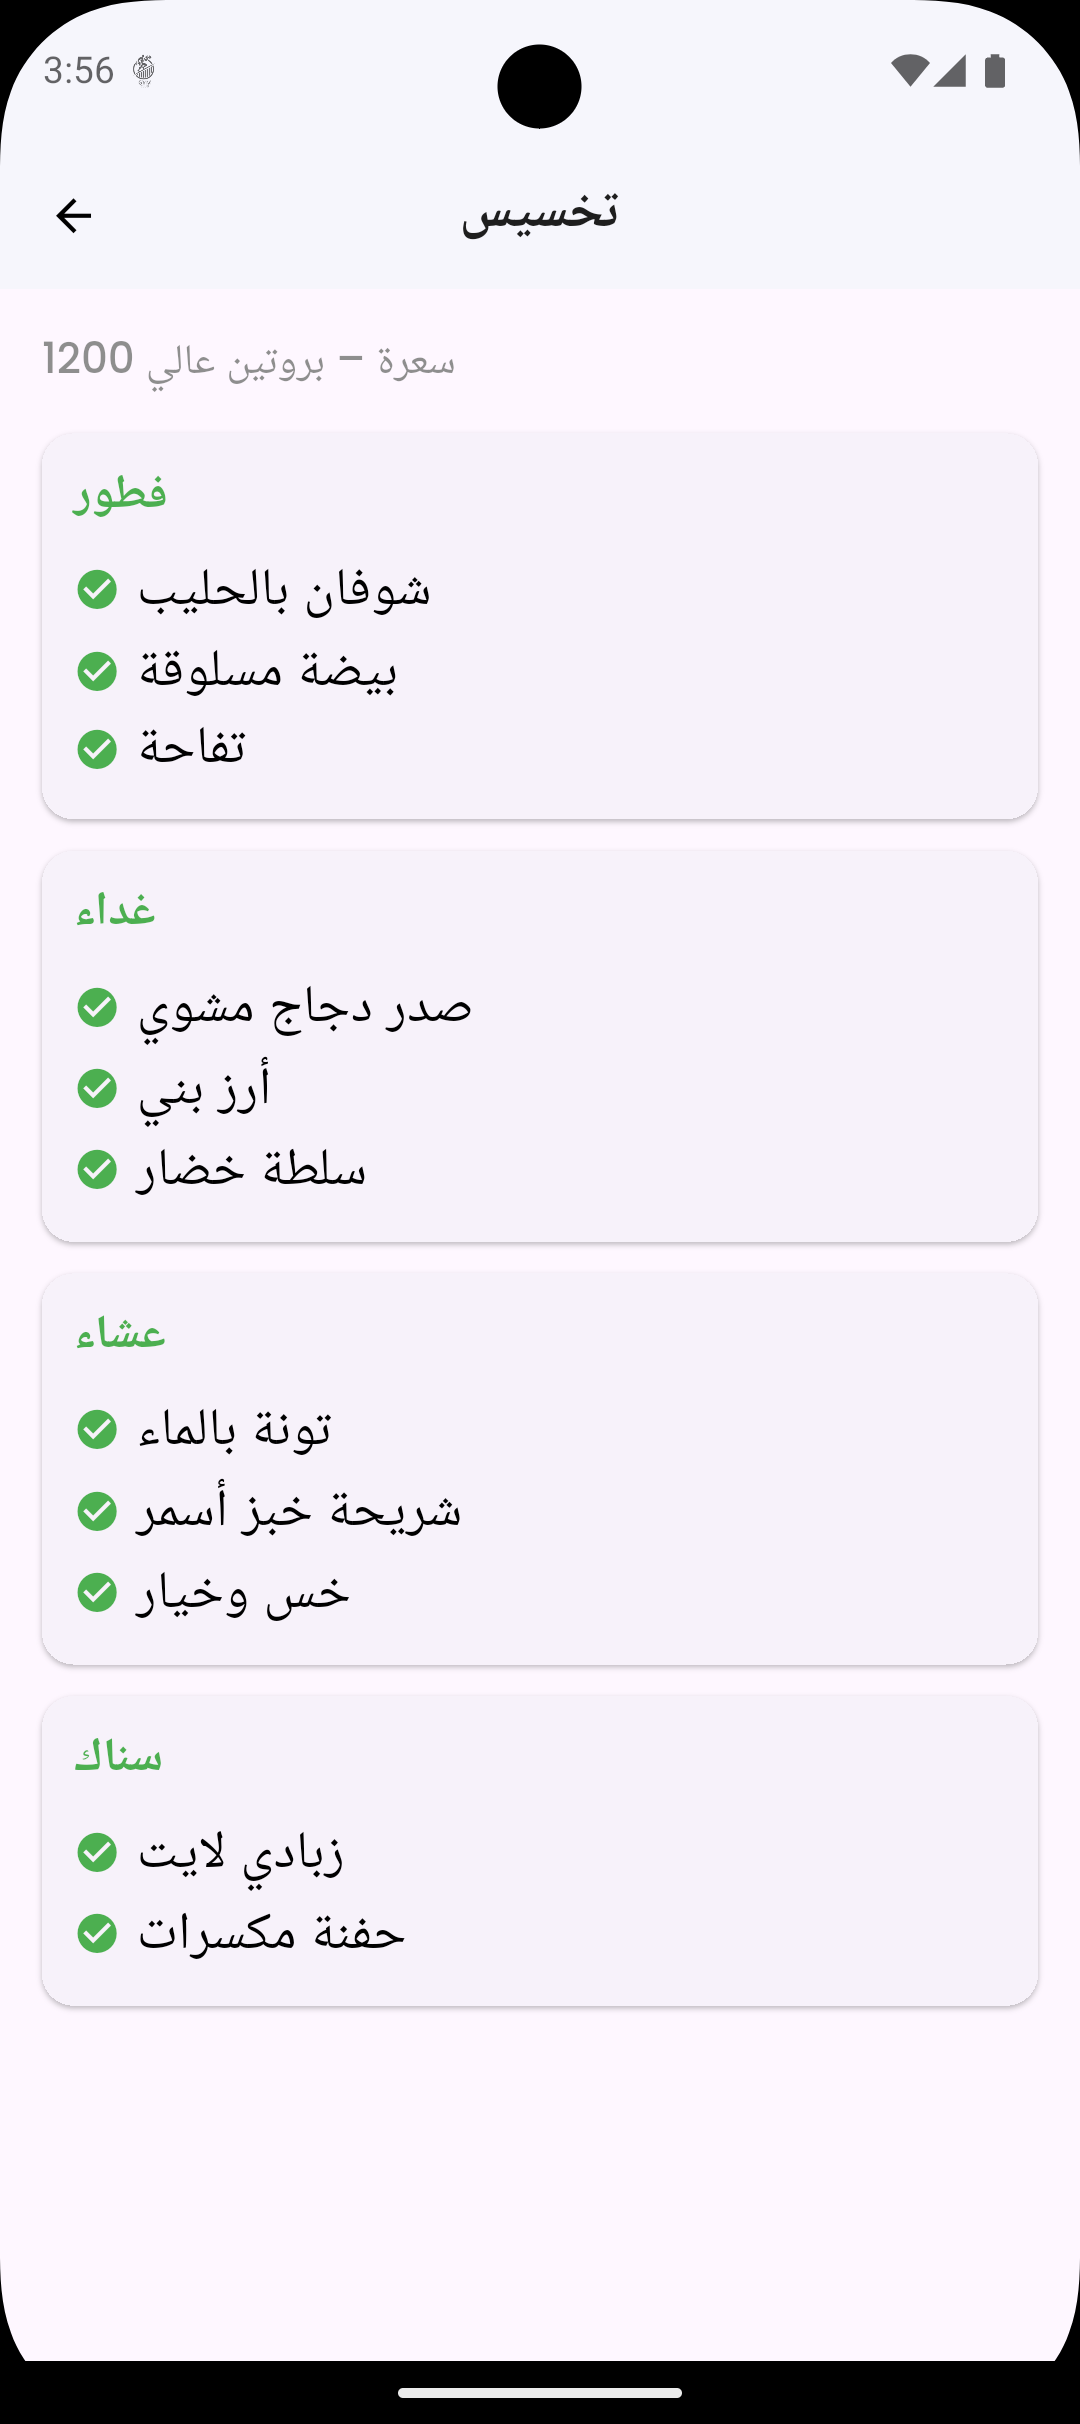 3:56
تخسيس
1200 سعرة – بروتين عالي
فطور
شوفان بالحليب
بيضة مسلوقة
تفاحة
غداء
صدر دجاج مشوي
أرز بني
سلطة خضار
عشاء
تونة بالماء
شريحة خبز أسمر
خس وخيار
سناك
زبادي لايت
حفنة مكسرات